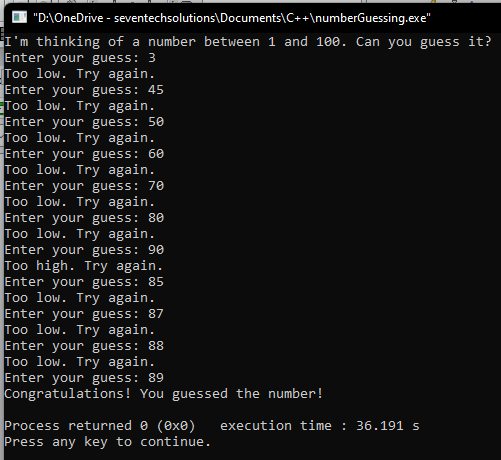 "D:\OneDrive - seventechsolutions\Documents\C++\numberGuessing.exe"
I'm thinking of a number between 1 and 100. Can you guess it?
Enter your guess: 3
Too low. Try again.
Enter your guess: 45
Too low. Try again.
Enter your guess: 50
Too low. Try again.
Enter your guess: 60
Too low. Try again.
Enter your guess: 70
Too low. Try again.
Enter your guess: 80
Too low. Try again.
Enter your guess: 90
Too high. Try again.
Enter your guess: 85
Too low. Try again.
Enter your guess: 87
Too low. Try again.
Enter your guess: 88
Too low. Try again.
Enter your guess: 89
Congratulations! You guessed the number!
Process returned 0 (0x0)   execution time : 36.191 s
Press any key to continue.